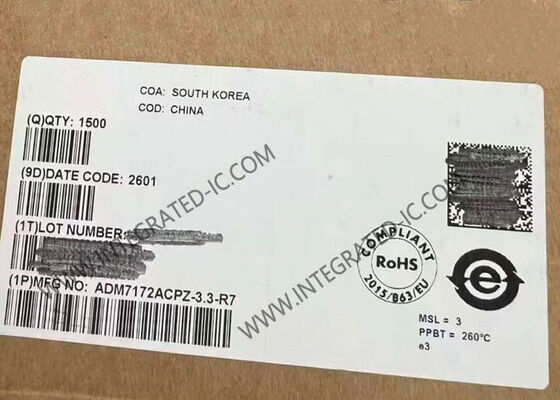 COA: SOUTH KOREA
COD: CHINA
(Q)QTY: 1500
(9D)DATE CODE: 2601
(1T)LOT NUMBER:
(1P)MFG NO: ADM7172ACPZ-3.3-R7
WWW.INTEGRATED-IC.COM
WWW.INTEGRATED-IC.COM
COMPLIANT
RoHS
2015/863/EU
e
MSL = 3
PPBT = 260°C
e3